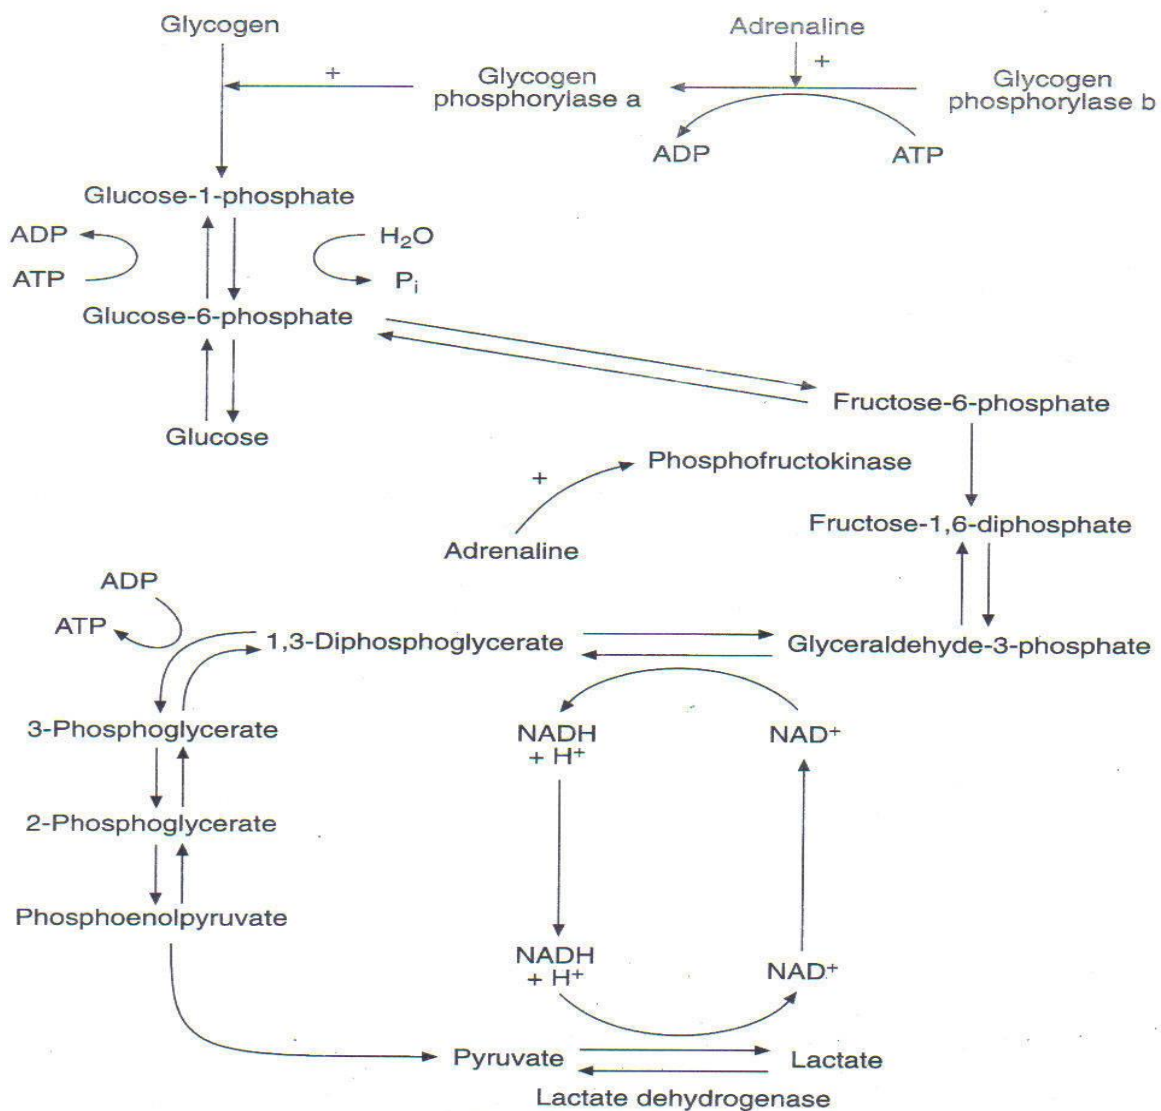 Glycogen
Adrenaline
+
+
Glycogen
phosphorylase a
Glycogen
phosphorylase b
ADP
ATP
Glucose-1-phosphate
ADP
ATP
H₂O
Pᵢ
Glucose-6-phosphate
Fructose-6-phosphate
Glucose
Phosphofructokinase
+
Adrenaline
Fructose-1,6-diphosphate
ADP
ATP
1,3-Diphosphoglycerate
Glyceraldehyde-3-phosphate
3-Phosphoglycerate
NADH
+ H⁺
NAD⁺
2-Phosphoglycerate
Phosphoenolpyruvate
NADH
+ H⁺
NAD⁺
Pyruvate
Lactate
Lactate dehydrogenase